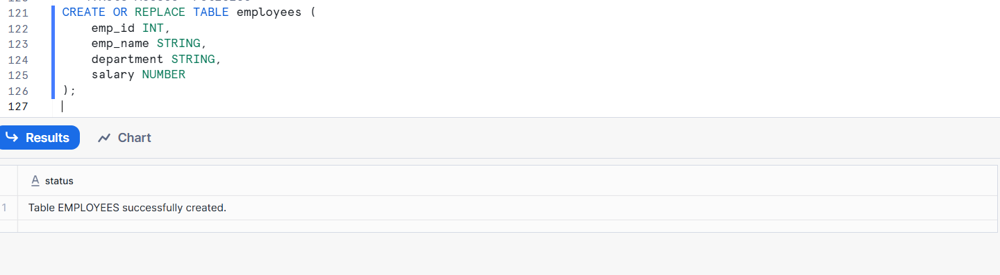 121 CREATE OR REPLACE TABLE employees (
122     emp_id INT,
123     emp_name STRING,
124     department STRING,
125     salary NUMBER
126 );
127
Results Chart
A status
1 Table EMPLOYEES successfully created.